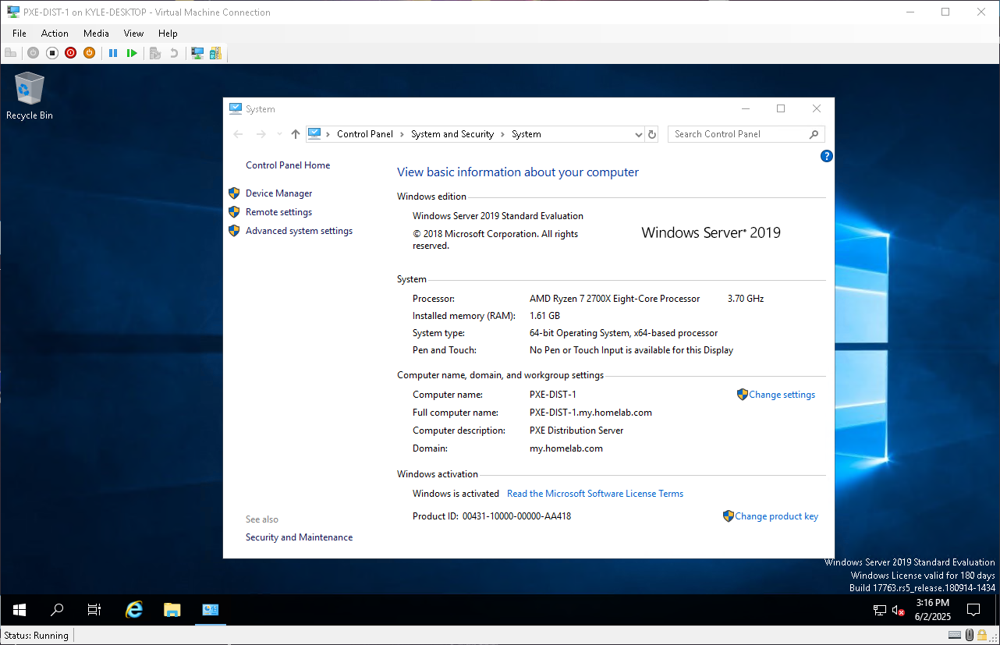 PXE-DIST-1 on KYLE-DESKTOP - Virtual Machine Connection
File Action Media View Help
Recycle Bin
System
Control Panel System and Security System
Search Control Panel
?
Control Panel Home
Device Manager
Remote settings
Advanced system settings
See also
Security and Maintenance
View basic information about your computer
Windows edition
Windows Server 2019 Standard Evaluation
© 2018 Microsoft Corporation. All rights
reserved.
Windows Server® 2019
System
Processor: AMD Ryzen 7 2700X Eight-Core Processor 3.70 GHz
Installed memory (RAM): 1.61 GB
System type: 64-bit Operating System, x64-based processor
Pen and Touch: No Pen or Touch Input is available for this Display
Computer name, domain, and workgroup settings
Computer name: PXE-DIST-1 Change settings
Full computer name: PXE-DIST-1.my.homelab.com
Computer description: PXE Distribution Server
Domain: my.homelab.com
Windows activation
Windows is activated Read the Microsoft Software License Terms
Product ID: 00431-10000-00000-AA418 Change product key
Windows Server 2019 Standard Evaluation
Windows License valid for 180 days
Build 17763.rs5_release.180914-1434
3:16 PM
6/2/2025
Status: Running